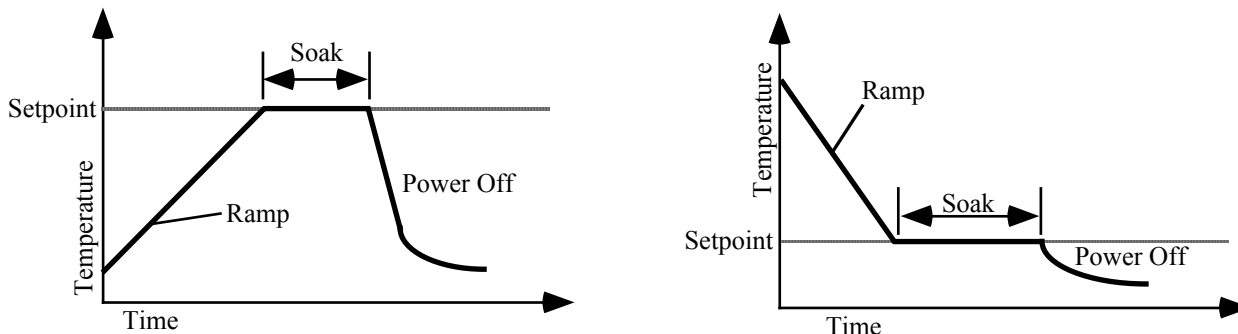 Soak
Setpoint
Temperature
Ramp
Power Off
Time
Temperature
Ramp
Soak
Setpoint
Power Off
Time